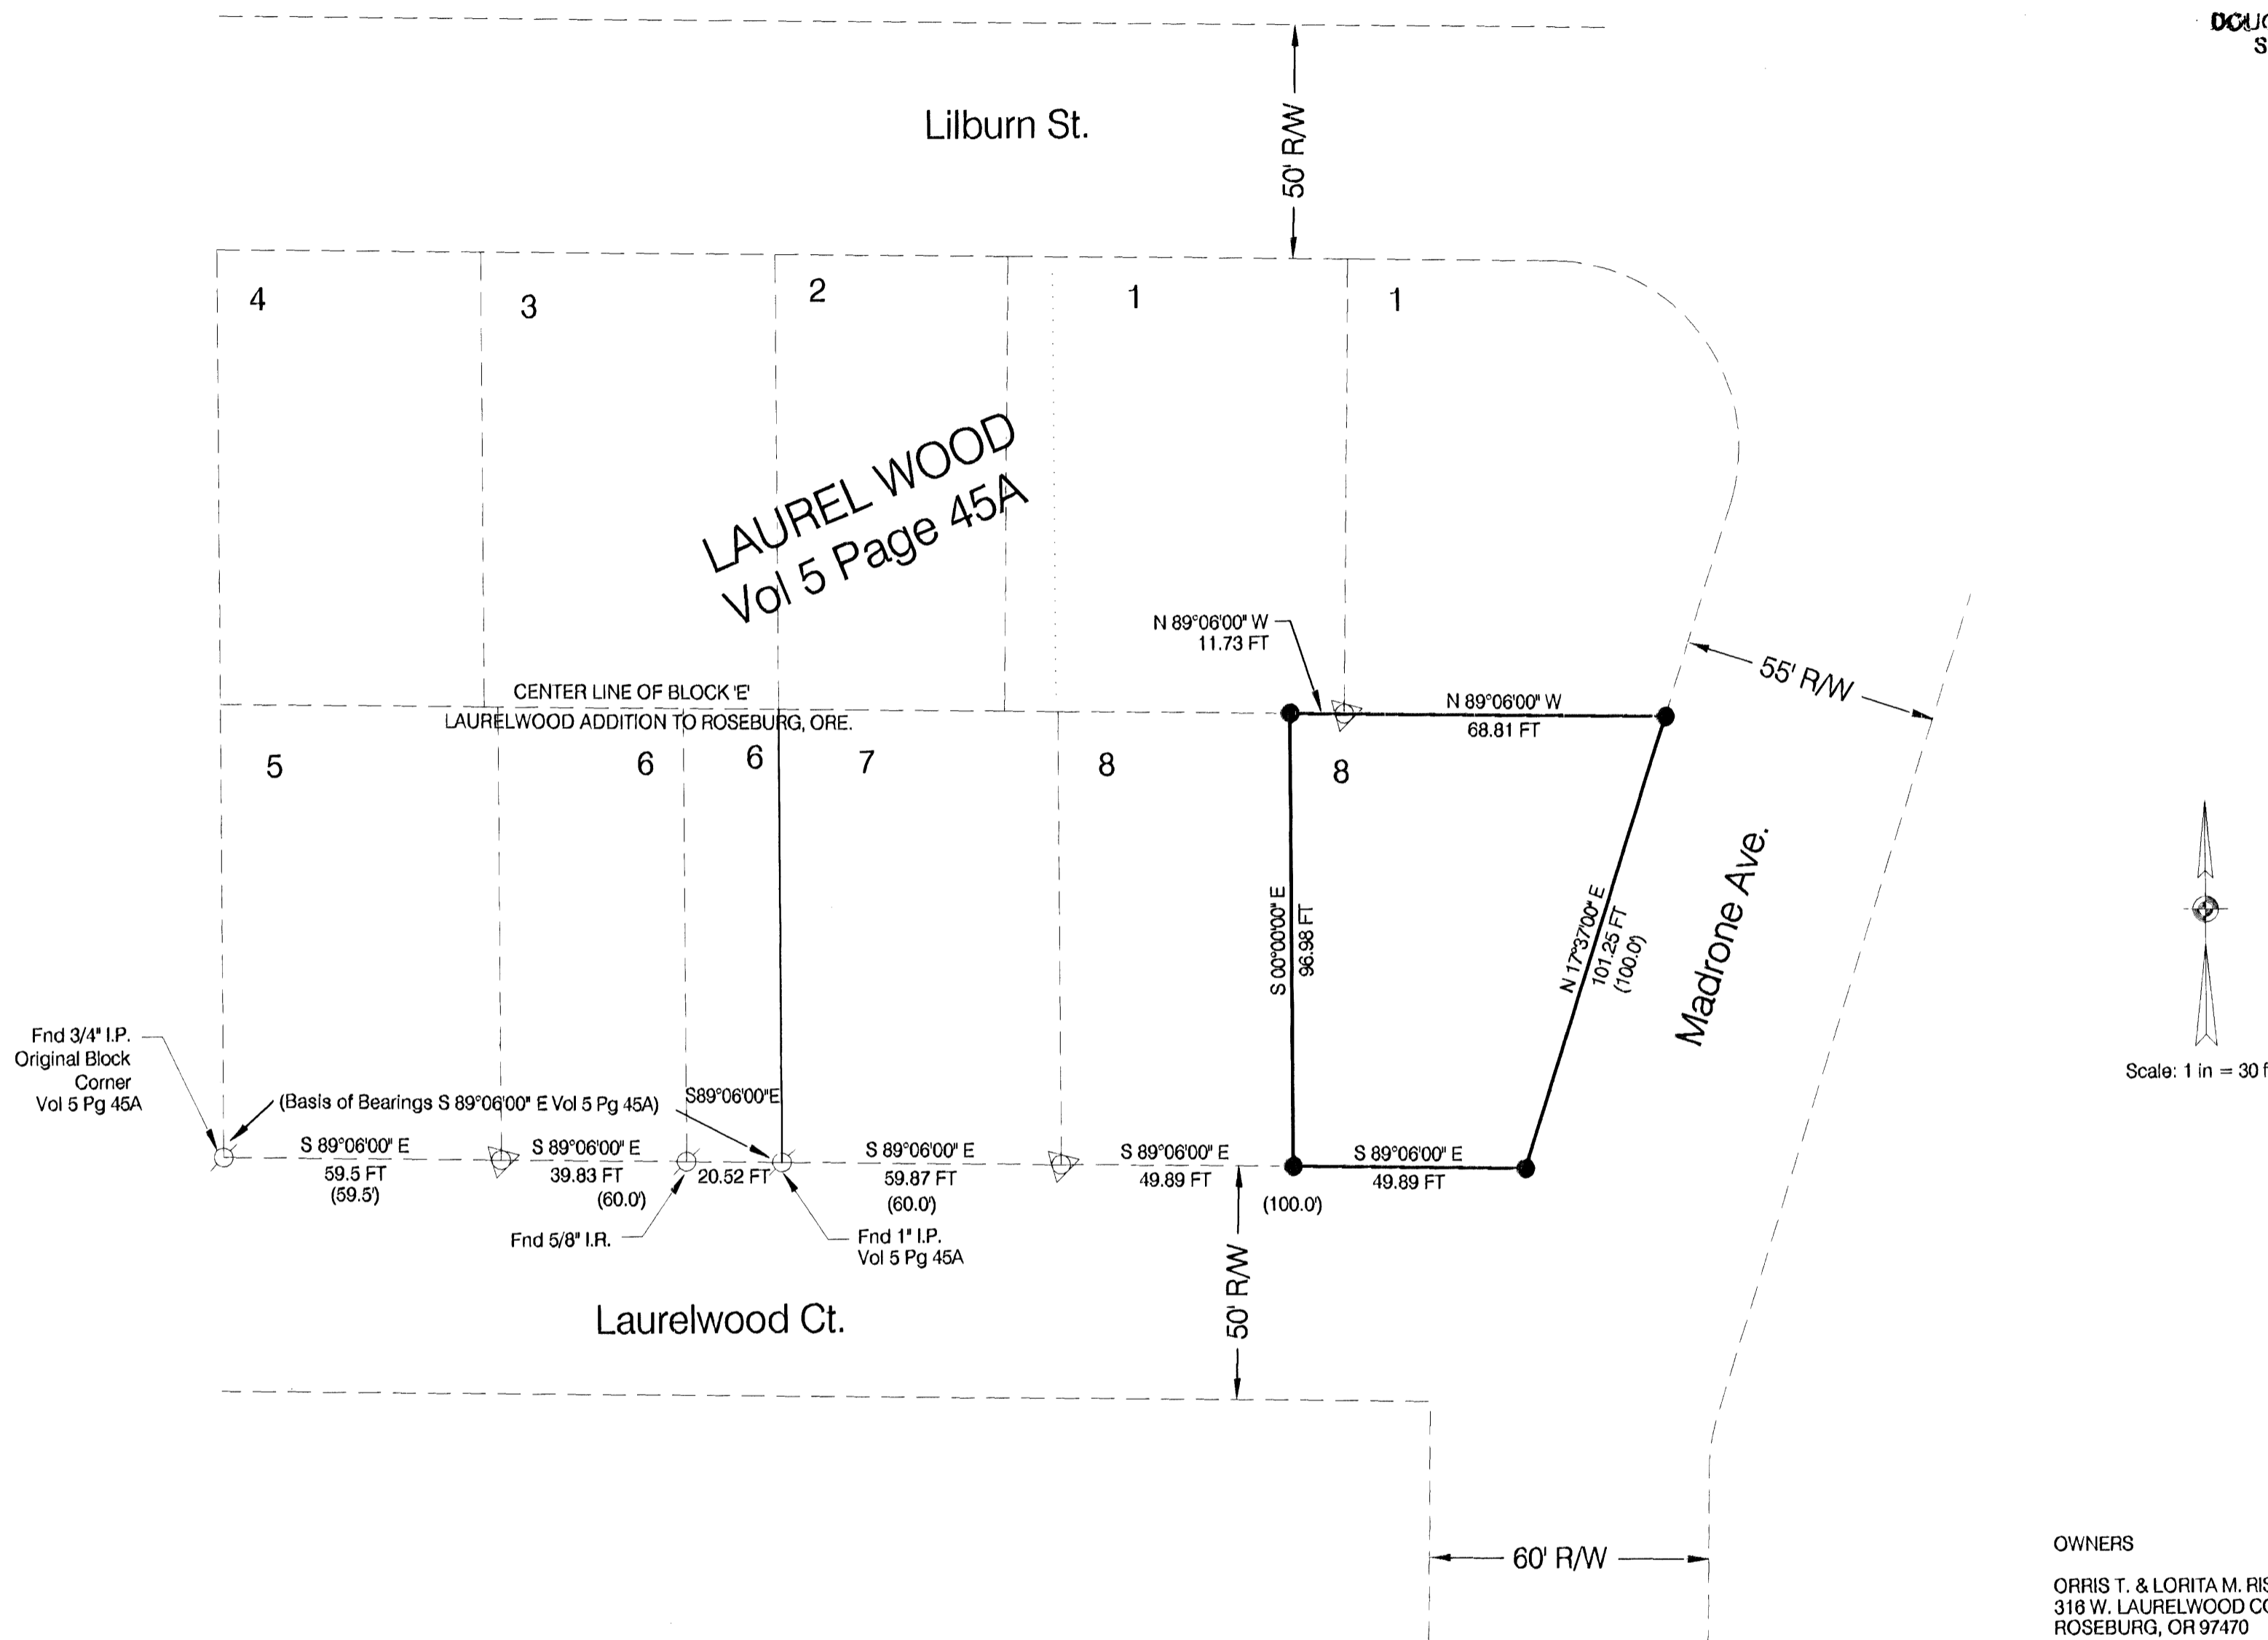 Lilburn St.
50' R/W
4
3
2
1
1
LAUREL WOOD
Vol 5 Page 45A
N 89°06'00" W
11.73 FT
55' R/W
CENTER LINE OF BLOCK 'E'
LAURELWOOD ADDITION TO ROSEBURG, ORE.
N 89°06'00" W
68.81 FT
5
6
6
7
8
8
S 00°00'00" E
96.98 FT
N 17°37'00" E
101.25 FT
(100.0')
Madrone Ave.
Fnd 3/4" I.P.
Original Block
Corner
Vol 5 Pg 45A
(Basis of Bearings S 89°06'00" E Vol 5 Pg 45A)
S89°06'00"E
Scale: 1 in = 30 f
S 89°06'00" E
59.5 FT
(59.5')
S 89°06'00" E
39.83 FT
(60.0')
20.52 FT
S 89°06'00" E
59.87 FT
(60.0')
S 89°06'00" E
49.89 FT
(100.0')
S 89°06'00" E
49.89 FT
Fnd 5/8" I.R.
Fnd 1" I.P.
Vol 5 Pg 45A
50' R/W
Laurelwood Ct.
60' R/W
OWNERS
ORRIS T. & LORITA M. RIS
316 W. LAURELWOOD CO
ROSEBURG, OR 97470